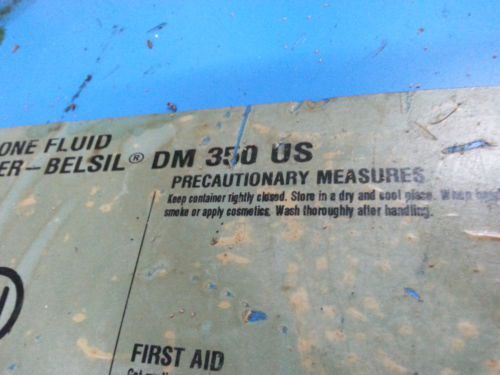 ONE FLUID
ER-BELSIL® DM 350 US
PRECAUTIONARY MEASURES
Keep container tightly closed. Store in a dry and cool place. When
smoke or apply cosmetics. Wash thoroughly after handling.
FIRST AID